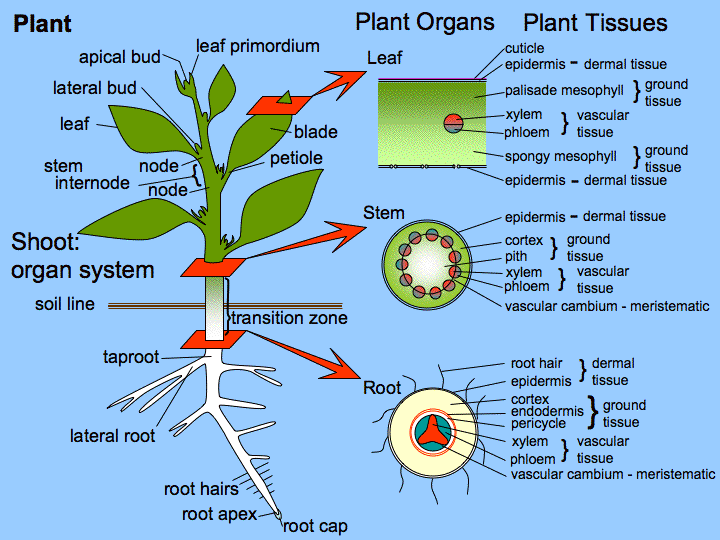 Plant
Plant Organs
Plant Tissues
apical bud
leaf primordium
lateral bud
leaf
blade
petiole
stem
internode
node
node
Shoot:
organ system
soil line
transition zone
taproot
lateral root
root hairs
root apex
root cap
Leaf
cuticle
epidermis - dermal tissue
palisade mesophyll } ground
tissue
xylem } vascular
phloem tissue
spongy mesophyll } ground
tissue
epidermis - dermal tissue
Stem
epidermis - dermal tissue
cortex } ground
pith tissue
xylem } vascular
phloem tissue
vascular cambium - meristematic
Root
root hair } dermal
epidermis tissue
cortex
endodermis } ground
pericycle tissue
xylem } vascular
phloem tissue
vascular cambium - meristematic